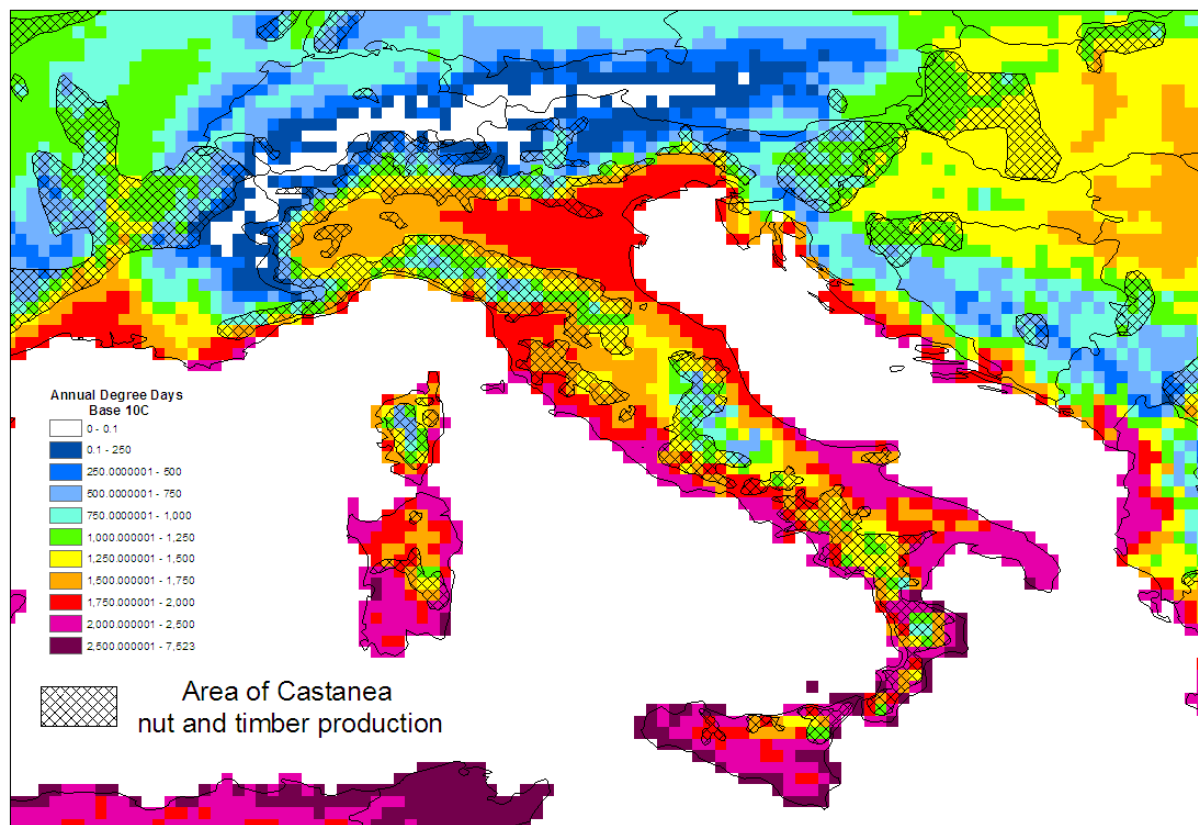 Annual Degree Days
Base 10C
0 - 0.1
0.1 - 250
250.0000001 - 500
500.0000001 - 750
750.0000001 - 1,000
1,000.000001 - 1,250
1,250.000001 - 1,500
1,500.000001 - 1,750
1,750.000001 - 2,000
2,000.000001 - 2,500
2,500.000001 - 7,523
Area of Castanea
nut and timber production